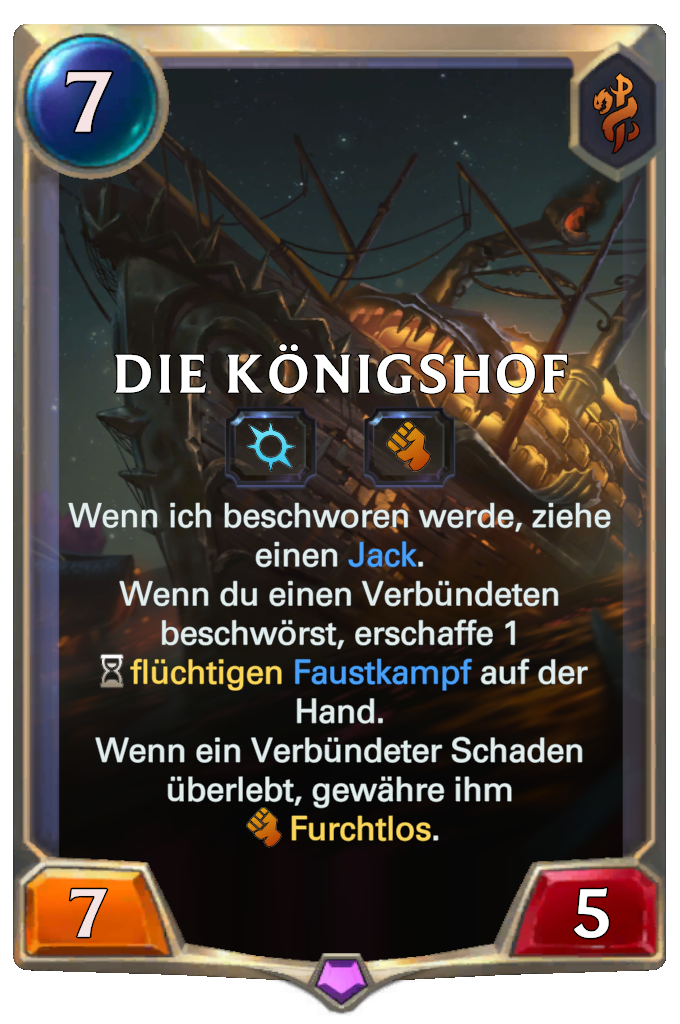 7
DIE KÖNIGSHOF
Wenn ich beschworen werde, ziehe
einen Jack.
Wenn du einen Verbündeten
beschwörst, erschaffe 1
flüchtigen Faustkampf auf der
Hand.
Wenn ein Verbündeter Schaden
überlebt, gewähre ihm
Furchtlos.
7
5